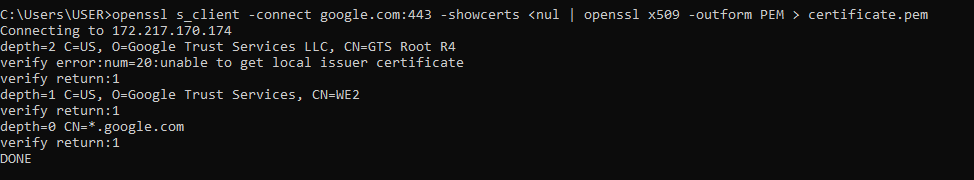 C:\Users\USER>openssl s_client -connect google.com:443 -showcerts <nul | openssl x509 -outform PEM > certificate.pem
Connecting to 172.217.170.174
depth=2 C=US, O=Google Trust Services LLC, CN=GTS Root R4
verify error:num=20:unable to get local issuer certificate
verify return:1
depth=1 C=US, O=Google Trust Services, CN=WE2
verify return:1
depth=0 CN=*.google.com
verify return:1
DONE